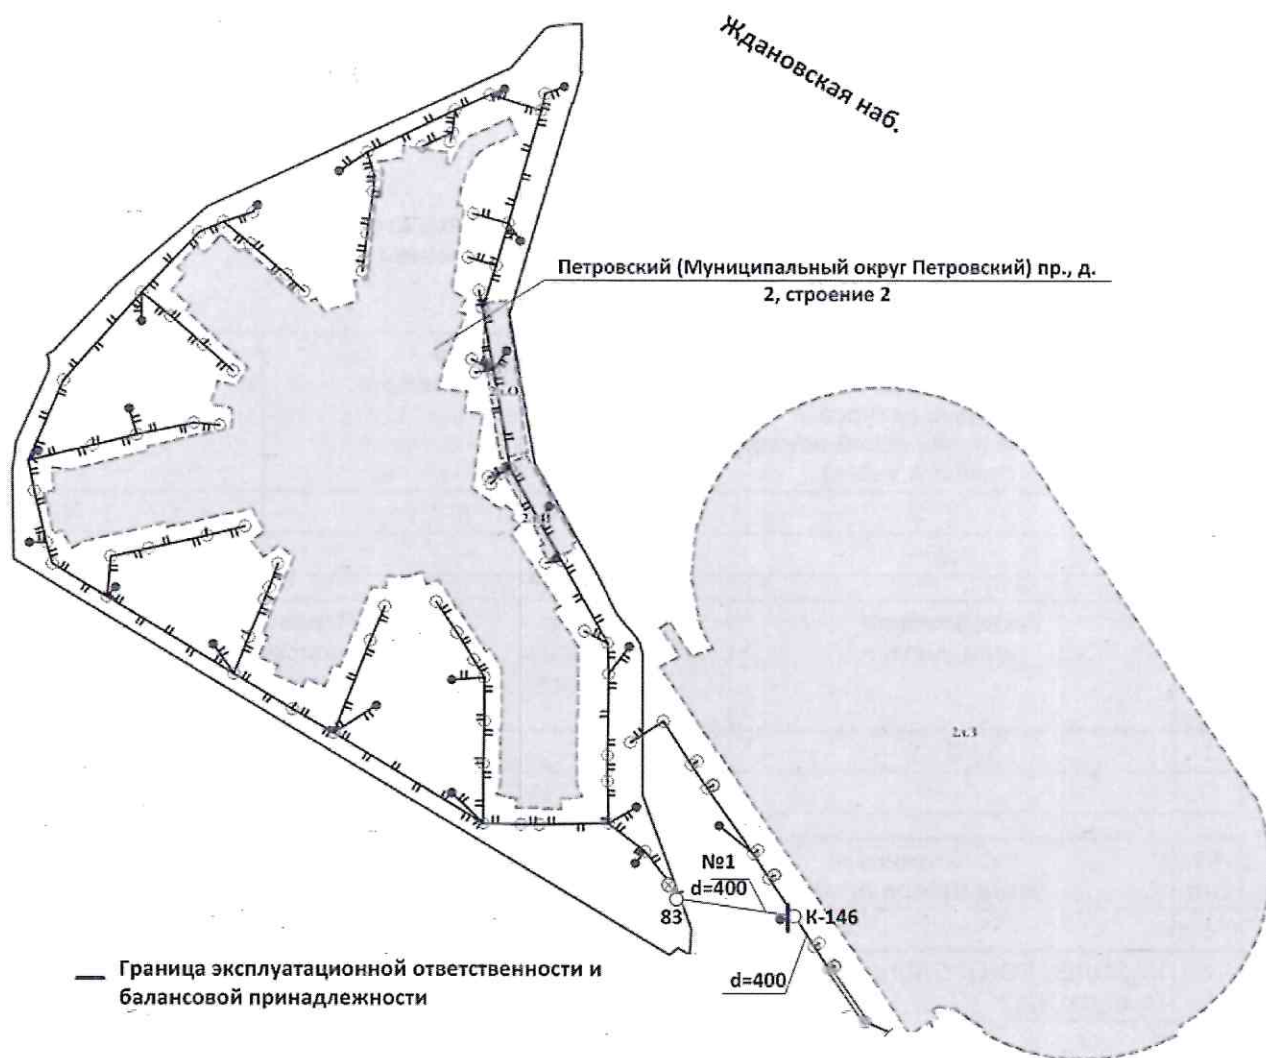 Ждановская наб.
Петровский (Муниципальный округ Петровский) пр., д.
2, строение 2
№1
d=400
83
К-146
d=400
Граница эксплуатационной ответственности и
балансовой принадлежности